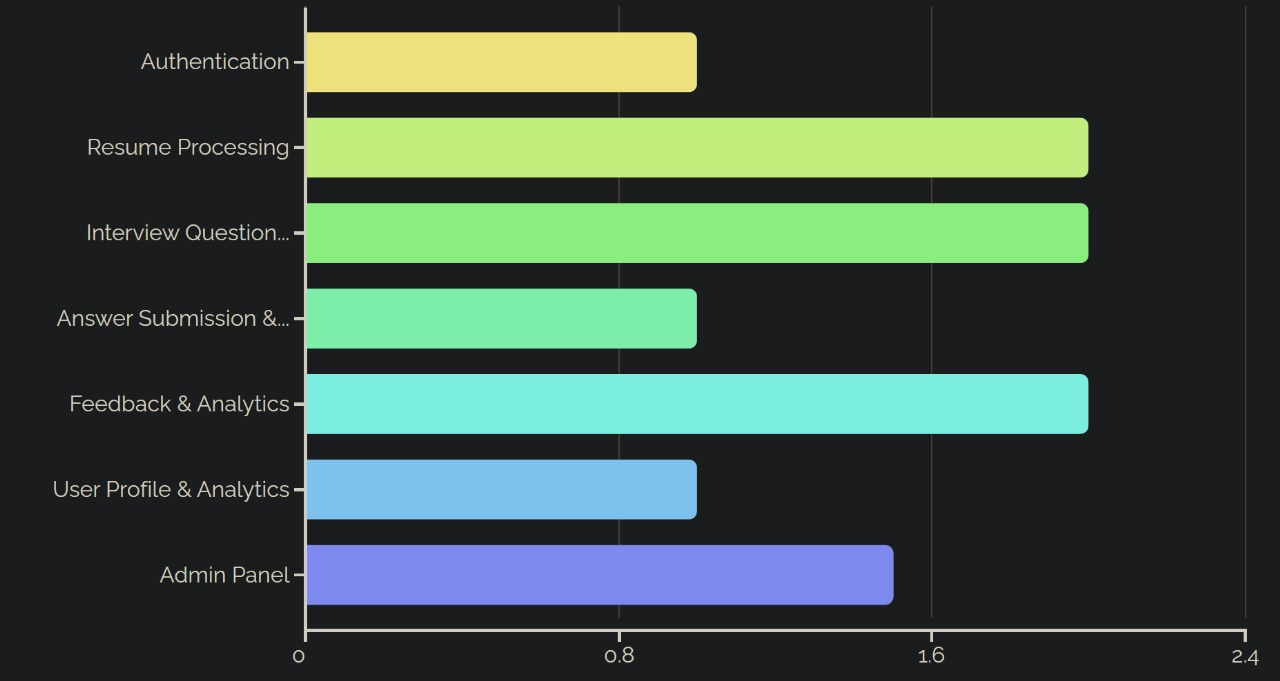 Authentication
Resume Processing
Interview Question...
Answer Submission &...
Feedback & Analytics
User Profile & Analytics
Admin Panel
0 0.8 1.6 2.4